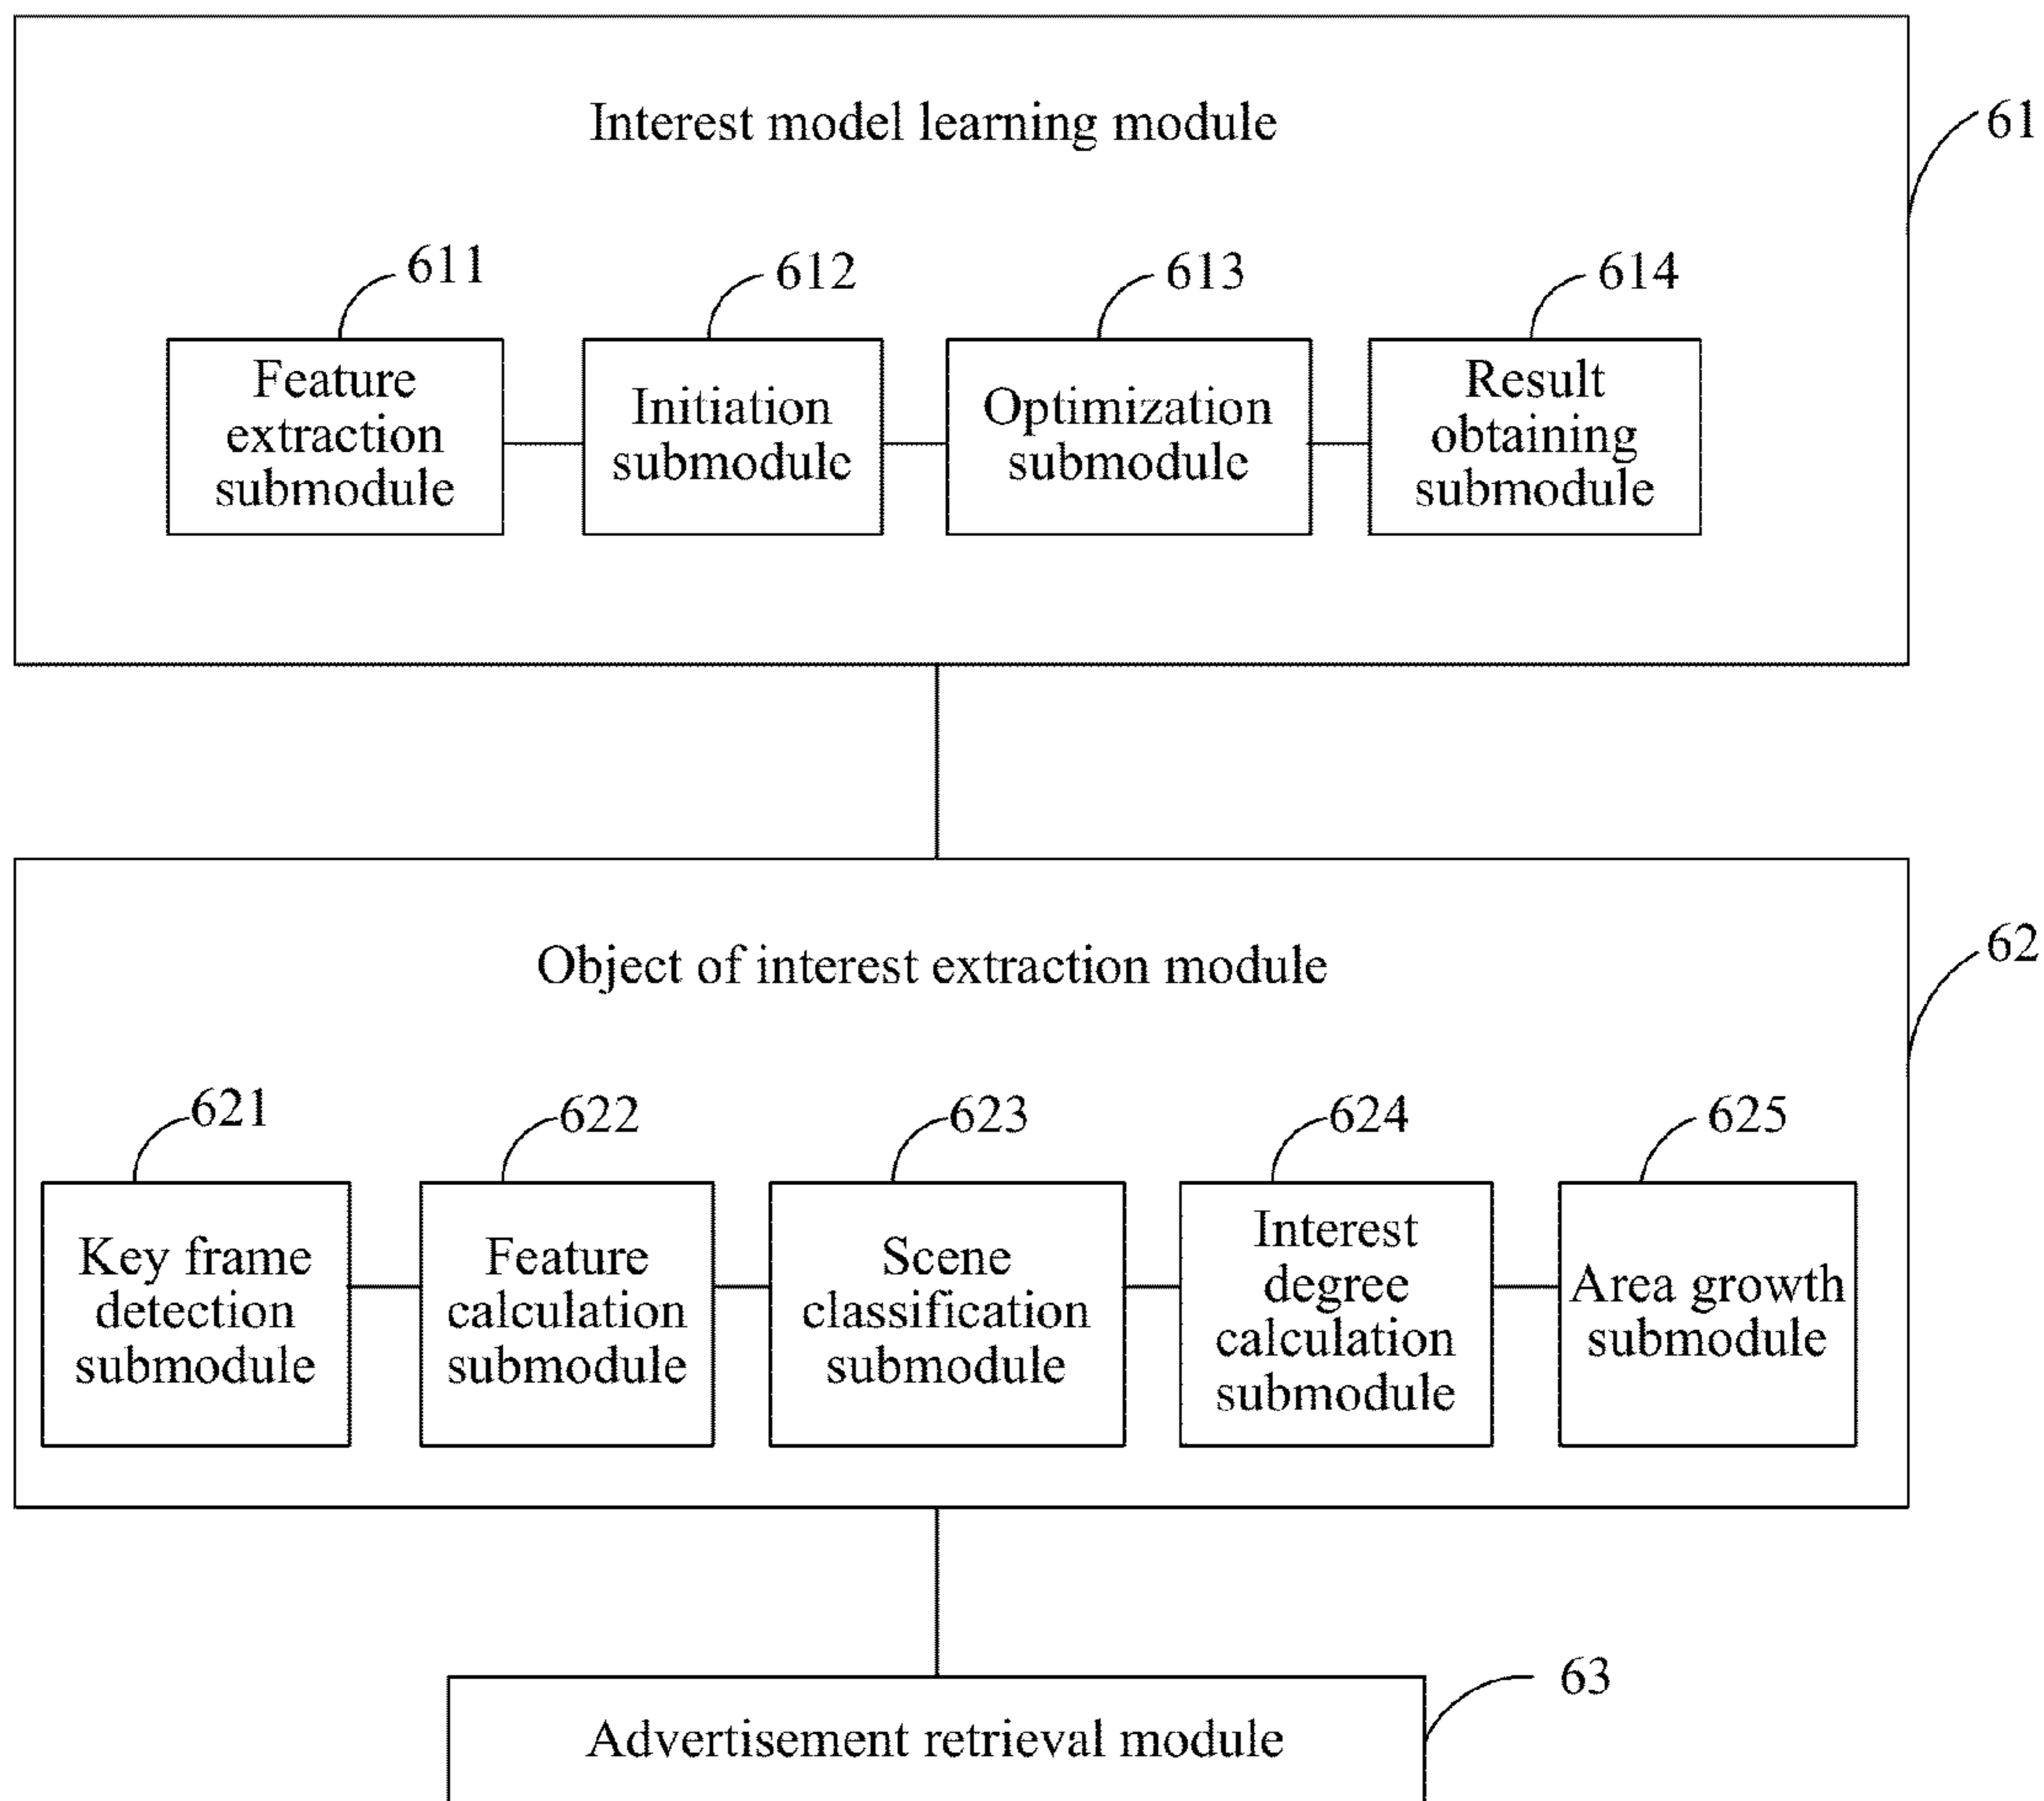 Interest model learning module
61
611
612
613
614
Feature
extraction
submodule
Initiation
submodule
Optimization
submodule
Result
obtaining
submodule
Object of interest extraction module
62
621
622
623
624
625
Key frame
detection
submodule
Feature
calculation
submodule
Scene
classification
submodule
Interest
degree
calculation
submodule
Area growth
submodule
63
Advertisement retrieval module